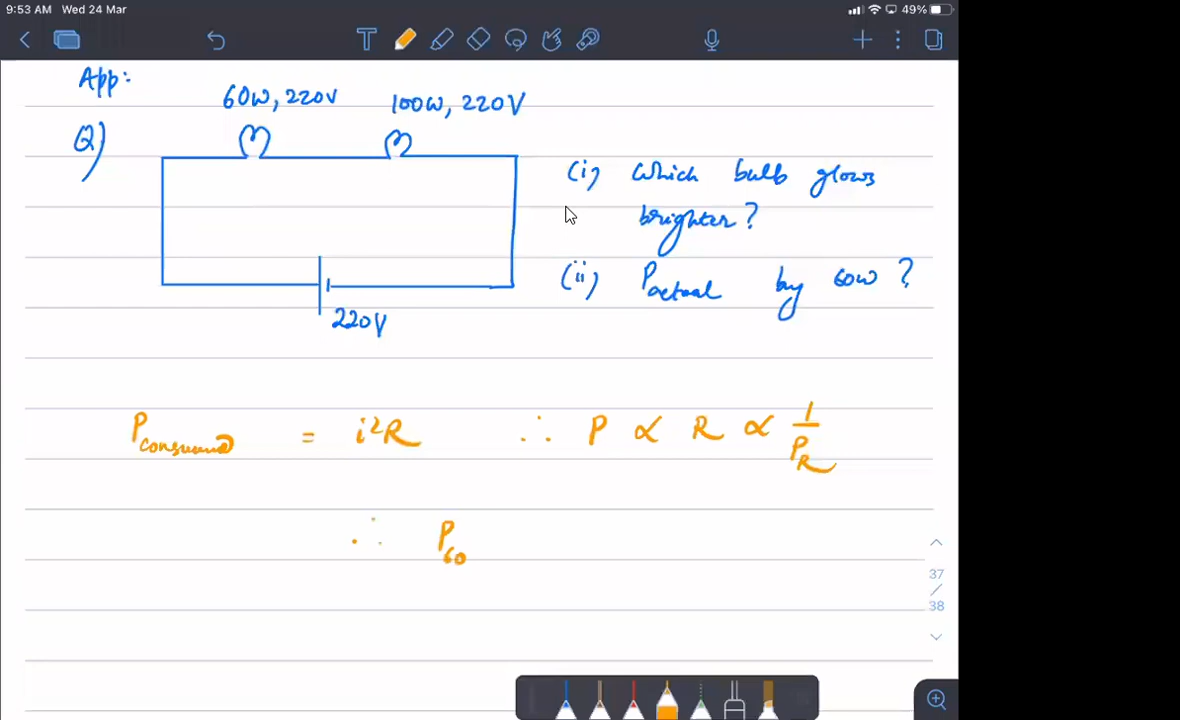 9:53 AM Wed 24 Mar
49%
App:
Q)
60W, 220V
100W, 220V
(i) Which bulb glows
brighter?
(ii) Pactual by 60W ?
220V
Pconsumed = i²R ∴ P ∝ R ∝ 1/PR
∴ P60
37
/
38